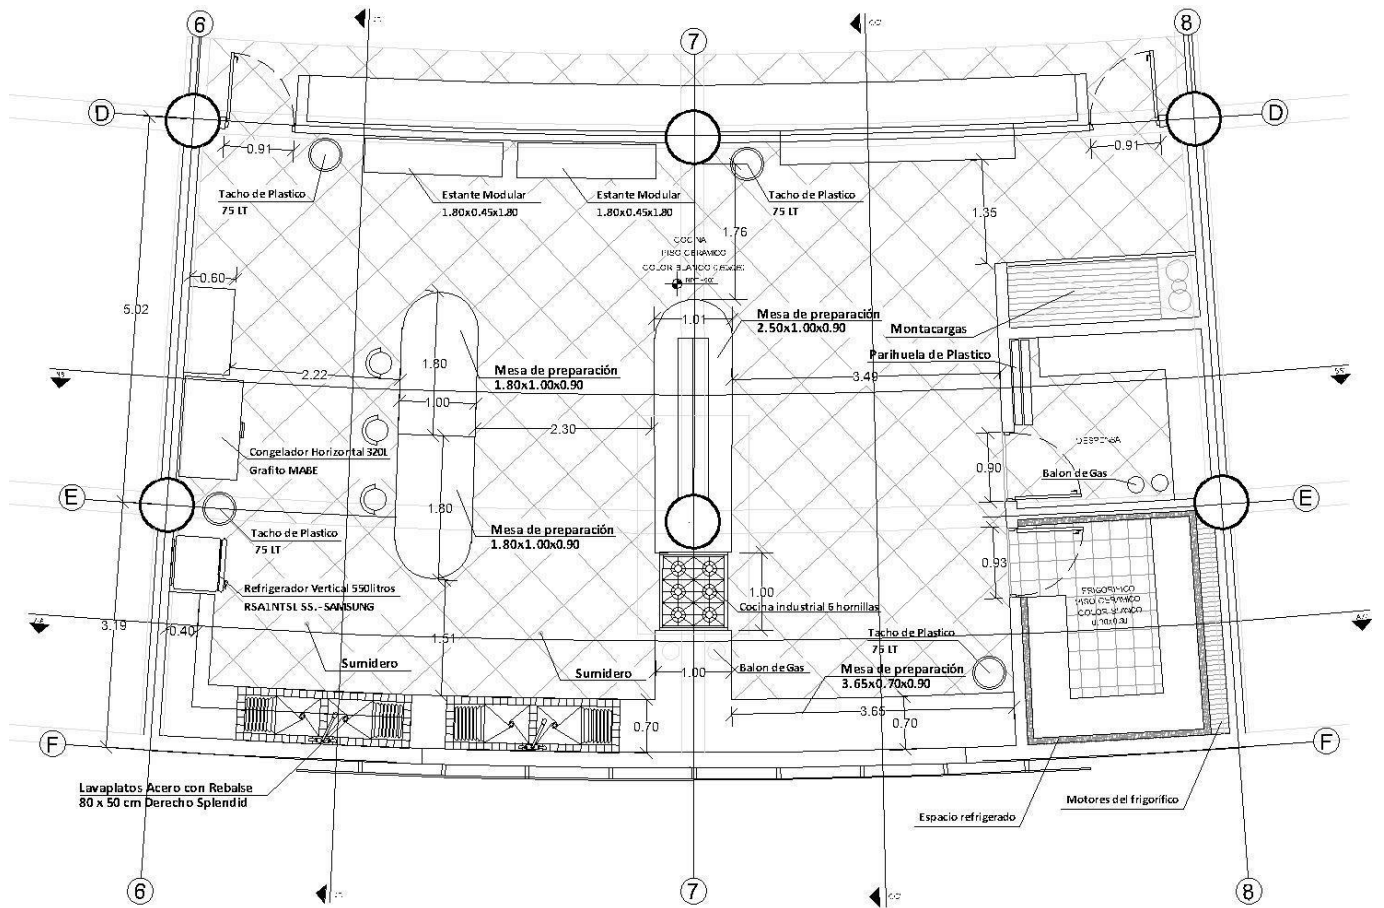 6
7
8
D
D
0.91
0.91
Tacho de Plastico
75 LT
Estante Modular
1.80x0.45x1.80
Estante Modular
1.80x0.45x1.80
Tacho de Plastico
75 LT
1.35
1.76
COCINA
PISO CERAMICO
COLOR BLANCO
0.60
5.02
1.01
Mesa de preparación
2.50x1.00x0.90
Montacargas
Parihuela de Plastico
1.80
Mesa de preparación
1.80x1.00x0.90
2.22
3.49
1.00
2.30
DESPENSA
Congelador Horizontal 320L
Grafito MABE
0.90
Balon de Gas
E
E
1.80
Mesa de preparación
1.80x1.00x0.90
Tacho de Plastico
75 LT
0.93
Refrigerador Vertical 550litros
RSA1NTSL SS.-SAMSUNG
1.00
Cocina industrial 6 hornillas
FRIGORIFICO
PISO CERAMICO
COLOR BLANCO
3.19
0.40
1.51
Tacho de Plastico
75 LT
Sumidero
Sumidero
Balon de Gas
1.00
Mesa de preparación
3.65x0.70x0.90
3.65
0.70
0.70
F
F
Lavaplatos Acero con Rebalse
80 x 50 cm Derecho Splendid
Motores del frigorífico
Espacio refrigerado
6
7
8